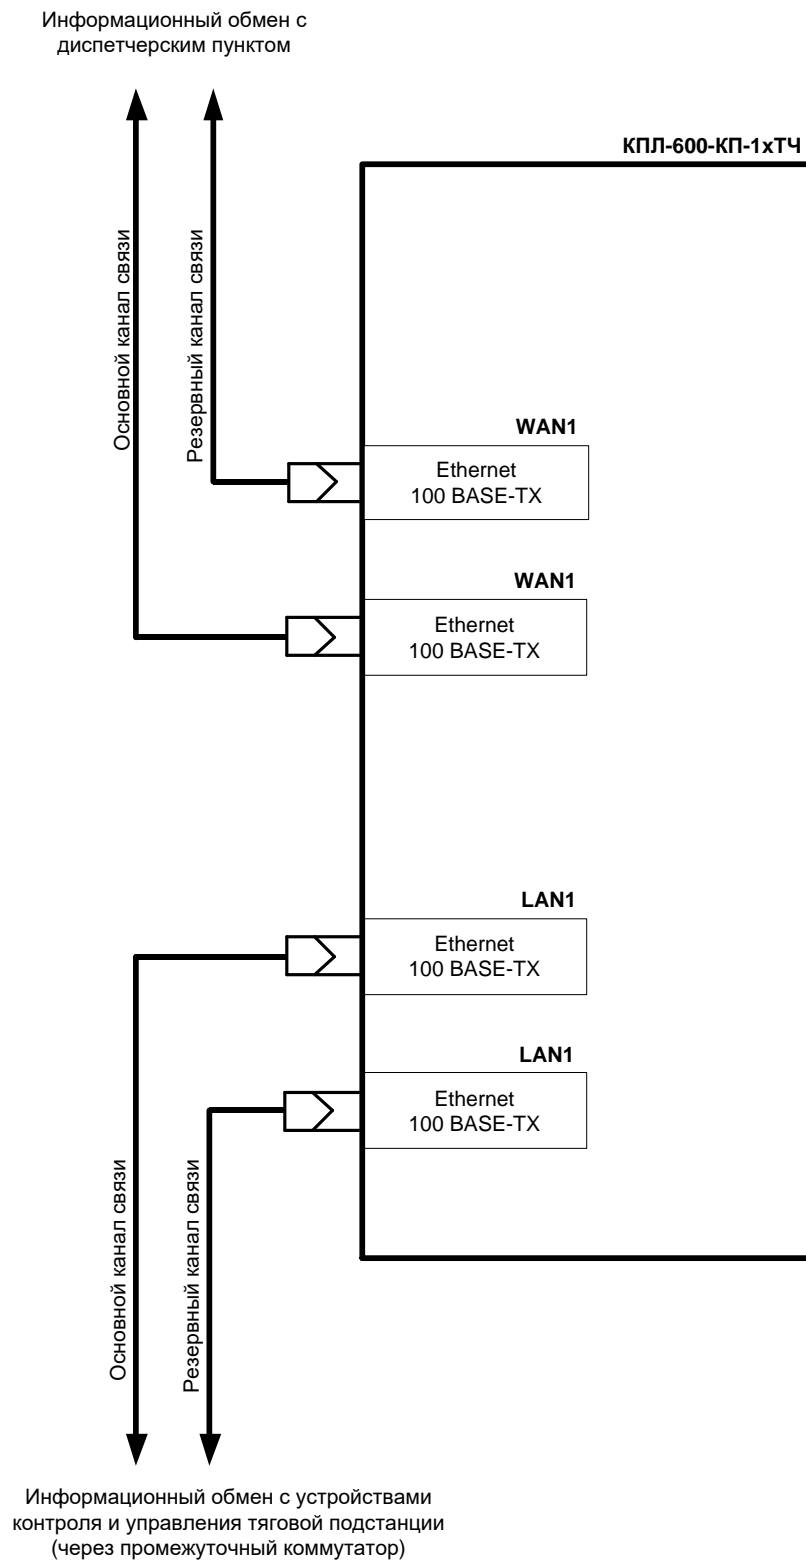 Информационный обмен с
диспетчерским пунктом
КПЛ-600-КП-1хТЧ
Основной канал связи
Резервный канал связи
WAN1
Ethernet
100 BASE-TX
WAN1
Ethernet
100 BASE-TX
LAN1
Ethernet
100 BASE-TX
LAN1
Ethernet
100 BASE-TX
Основной канал связи
Резервный канал связи
Информационный обмен с устройствами
контроля и управления тяговой подстанции
(через промежуточный коммутатор)